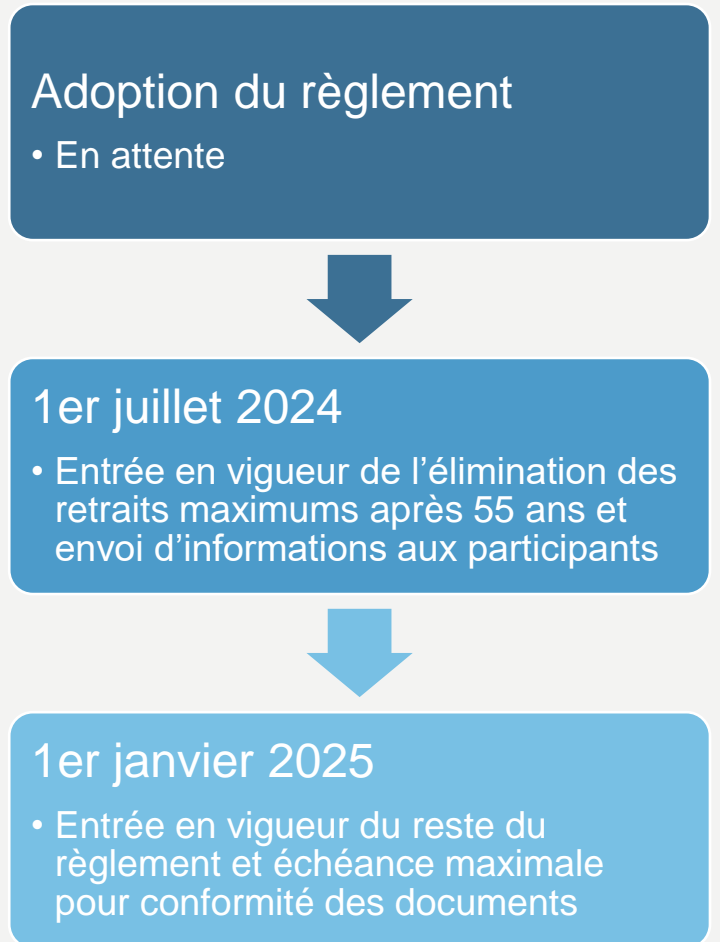 Adoption du règlement
• En attente
1er juillet 2024
• Entrée en vigueur de l’élimination des
retraits maximums après 55 ans et
envoi d’informations aux participants
1er janvier 2025
• Entrée en vigueur du reste du
règlement et échéance maximale
pour conformité des documents